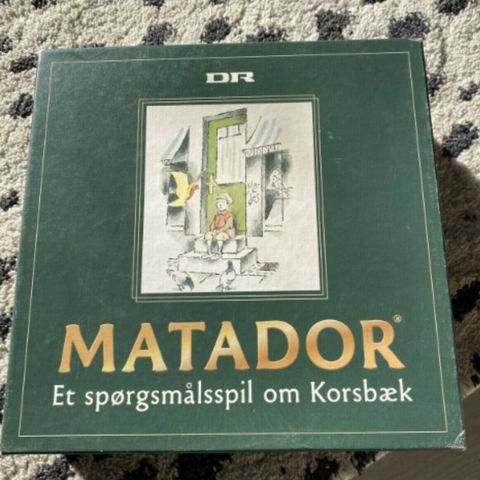 DR
MATADOR®
Et spørgsmålsspil om Korsbæk